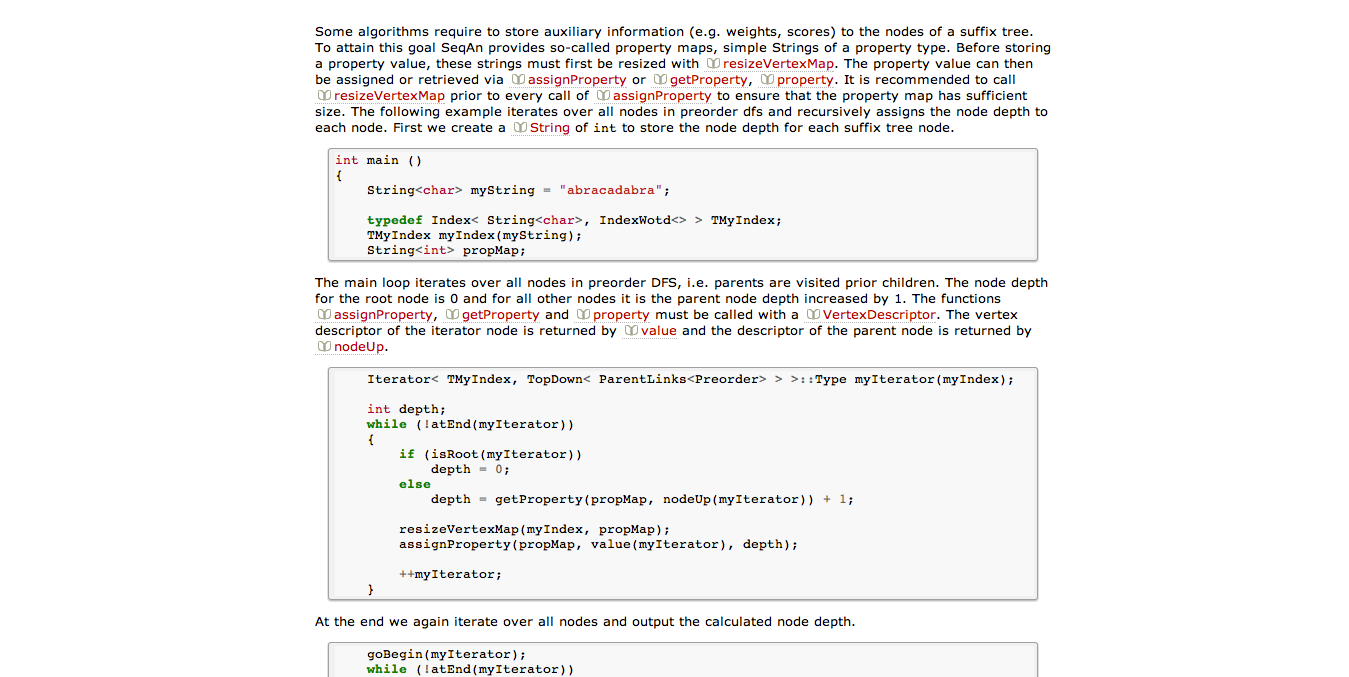 Some algorithms require to store auxiliary information (e.g. weights, scores) to the nodes of a suffix tree.
To attain this goal SeqAn provides so-called property maps, simple Strings of a property type. Before storing
a property value, these strings must first be resized with resizeVertexMap. The property value can then
be assigned or retrieved via assignProperty or getProperty, property. It is recommended to call
resizeVertexMap prior to every call of assignProperty to ensure that the property map has sufficient
size. The following example iterates over all nodes in preorder dfs and recursively assigns the node depth to
each node. First we create a String of int to store the node depth for each suffix tree node.
int main ()
{
    String<char> myString = "abracadabra";
    typedef Index< String<char>, IndexWotd<> > TMyIndex;
    TMyIndex myIndex(myString);
    String<int> propMap;
The main loop iterates over all nodes in preorder DFS, i.e. parents are visited prior children. The node depth
for the root node is 0 and for all other nodes it is the parent node depth increased by 1. The functions
assignProperty, getProperty and property must be called with a VertexDescriptor. The vertex
descriptor of the iterator node is returned by value and the descriptor of the parent node is returned by
nodeUp.
    Iterator< TMyIndex, TopDown< ParentLinks<Preorder> > >::Type myIterator(myIndex);
    int depth;
    while (!atEnd(myIterator))
    {
        if (isRoot(myIterator))
            depth = 0;
        else
            depth = getProperty(propMap, nodeUp(myIterator)) + 1;
        resizeVertexMap(myIndex, propMap);
        assignProperty(propMap, value(myIterator), depth);
        ++myIterator;
    }
At the end we again iterate over all nodes and output the calculated node depth.
    goBegin(myIterator);
    while (!atEnd(myIterator))